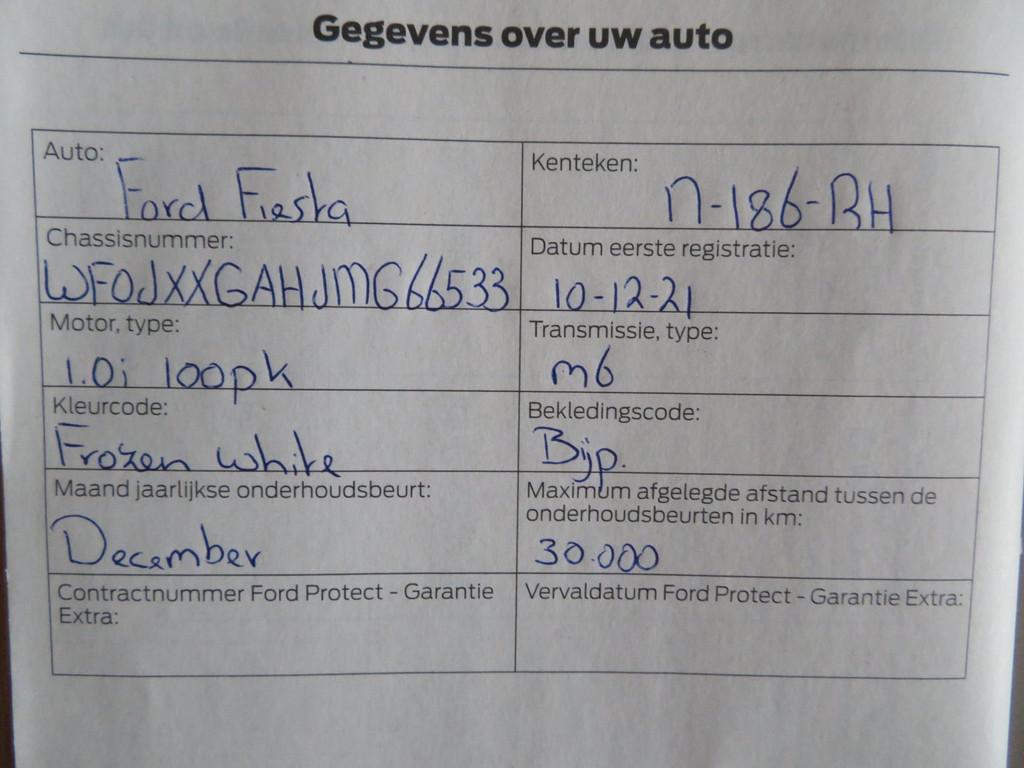 Gegevens over uw auto
Auto: Ford Fiesta
Kenteken: N-186-RH
Chassisnummer: WF0JXXGAHJMG66533
Datum eerste registratie: 10-12-21
Motor, type: 1.0i 100pk
Transmissie, type: m6
Kleurcode: Frozen white
Bekledingscode: Bijp.
Maand jaarlijkse onderhoudsbeurt: December
Maximum afgelegde afstand tussen de
onderhoudsbeurten in km: 30.000
Contractnummer Ford Protect - Garantie
Extra:
Vervaldatum Ford Protect - Garantie Extra: